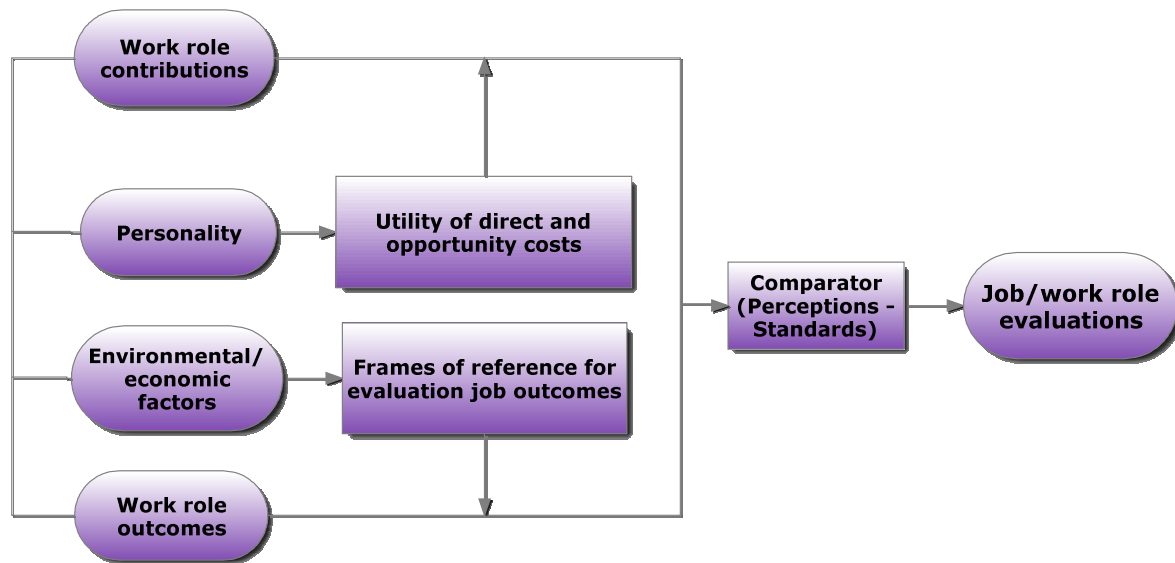 Work role
contributions
Personality
Utility of direct and
opportunity costs
Environmental/
economic
factors
Frames of reference for
evaluation job outcomes
Work role
outcomes
Comparator
(Perceptions -
Standards)
Job/work role
evaluations